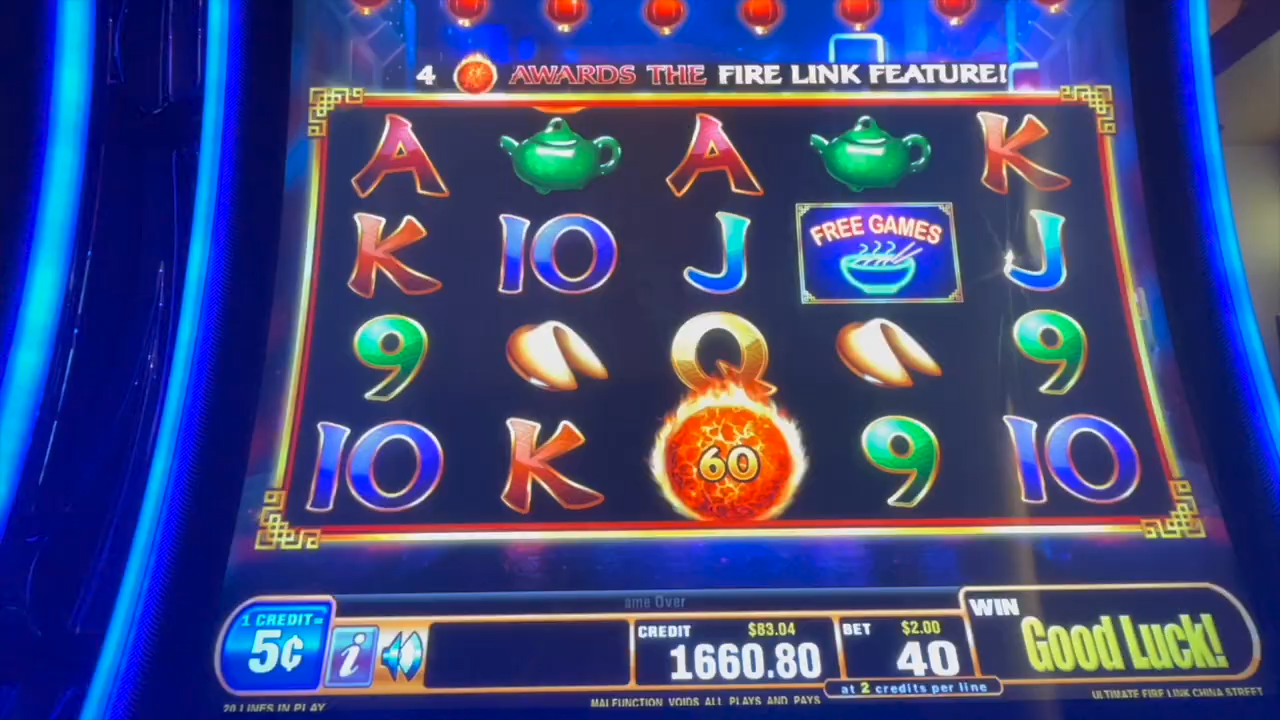 4 AWARDS THE FIRE LINK FEATURE!
A A K
K 10 J FREE GAMES J
9 Q 9
10 K 60 9 10
ame Over
1 CREDIT=
5¢
i
CREDIT $83.04
1660.80
BET $2.00
40
at 2 credits per line
WIN
Good Luck!
20 LINES IN PLAY
MALFUNCTION VOIDS ALL PLAYS AND PAYS
ULTIMATE FIRE LINK CHINA STREET